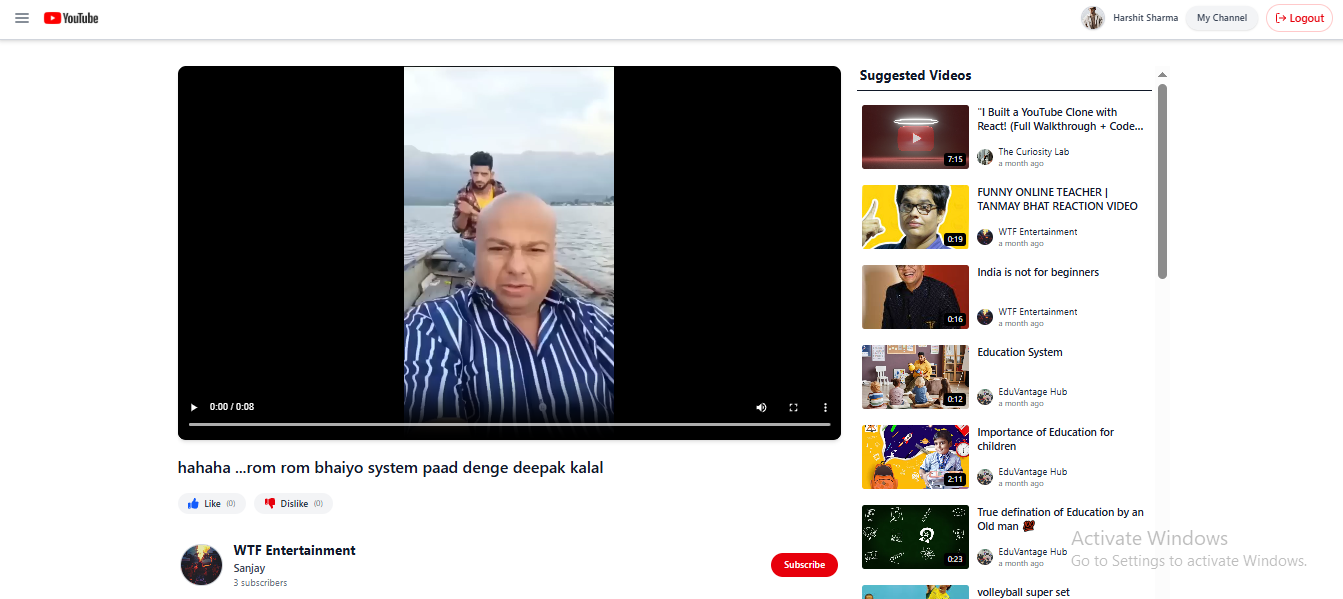 YouTube
Harshit Sharma
My Channel
Logout
0:00 / 0:08
hahaha ...rom rom bhaiyo system paad denge deepak kalal
Like (0)
Dislike (0)
WTF Entertainment
Sanjay
3 subscribers
Subscribe
Suggested Videos
7:15
"I Built a YouTube Clone with
React! (Full Walkthrough + Code...
The Curiosity Lab
a month ago
0:19
FUNNY ONLINE TEACHER |
TANMAY BHAT REACTION VIDEO
WTF Entertainment
a month ago
0:16
India is not for beginners
WTF Entertainment
a month ago
0:12
Education System
EduVantage Hub
a month ago
2:11
Importance of Education for
children
EduVantage Hub
a month ago
0:23
True defination of Education by an
Old man
EduVantage Hub
a month ago
volleyball super set
Activate Windows
Go to Settings to activate Windows.